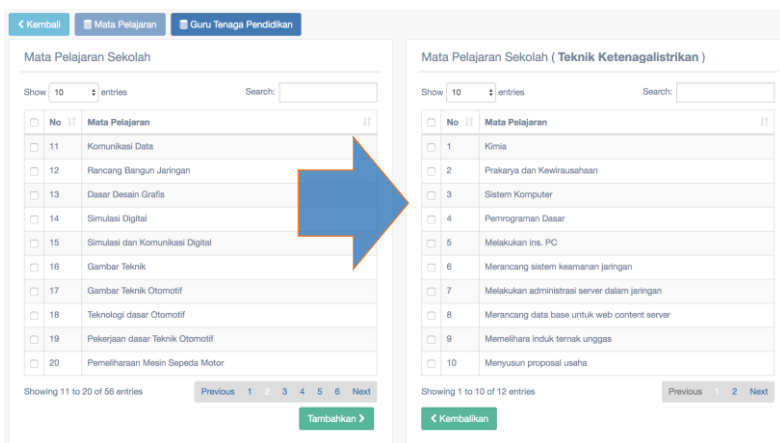 Kembali
Mata Pelajaran
Guru Tenaga Pendidikan
Mata Pelajaran Sekolah
Show 10 entries
Search:
No Mata Pelajaran
11 Komunikasi Data
12 Rancang Bangun Jaringan
13 Dasar Desain Grafis
14 Simulasi Digital
15 Simulasi dan Komunikasi Digital
16 Gambar Teknik
17 Gambar Teknik Otomotif
18 Teknologi dasar Otomotif
19 Pekerjaan dasar Teknik Otomotif
20 Pemeliharaan Mesin Sepeda Motor
Showing 11 to 20 of 56 entries
Previous 1 2 3 4 5 6 Next
Tambahkan
Mata Pelajaran Sekolah ( Teknik Ketenagalistrikan )
Show 10 entries
Search:
No Mata Pelajaran
1 Kimia
2 Prakarya dan Kewirausahaan
3 Sistem Komputer
4 Pemrograman Dasar
5 Melakukan ins. PC
6 Merancang sistem keamanan jaringan
7 Melakukan administrasi server dalam jaringan
8 Merancang data base untuk web content server
9 Memelihara induk ternak unggas
10 Menyusun proposal usaha
Showing 1 to 10 of 12 entries
Previous 1 2 Next
Kembalikan